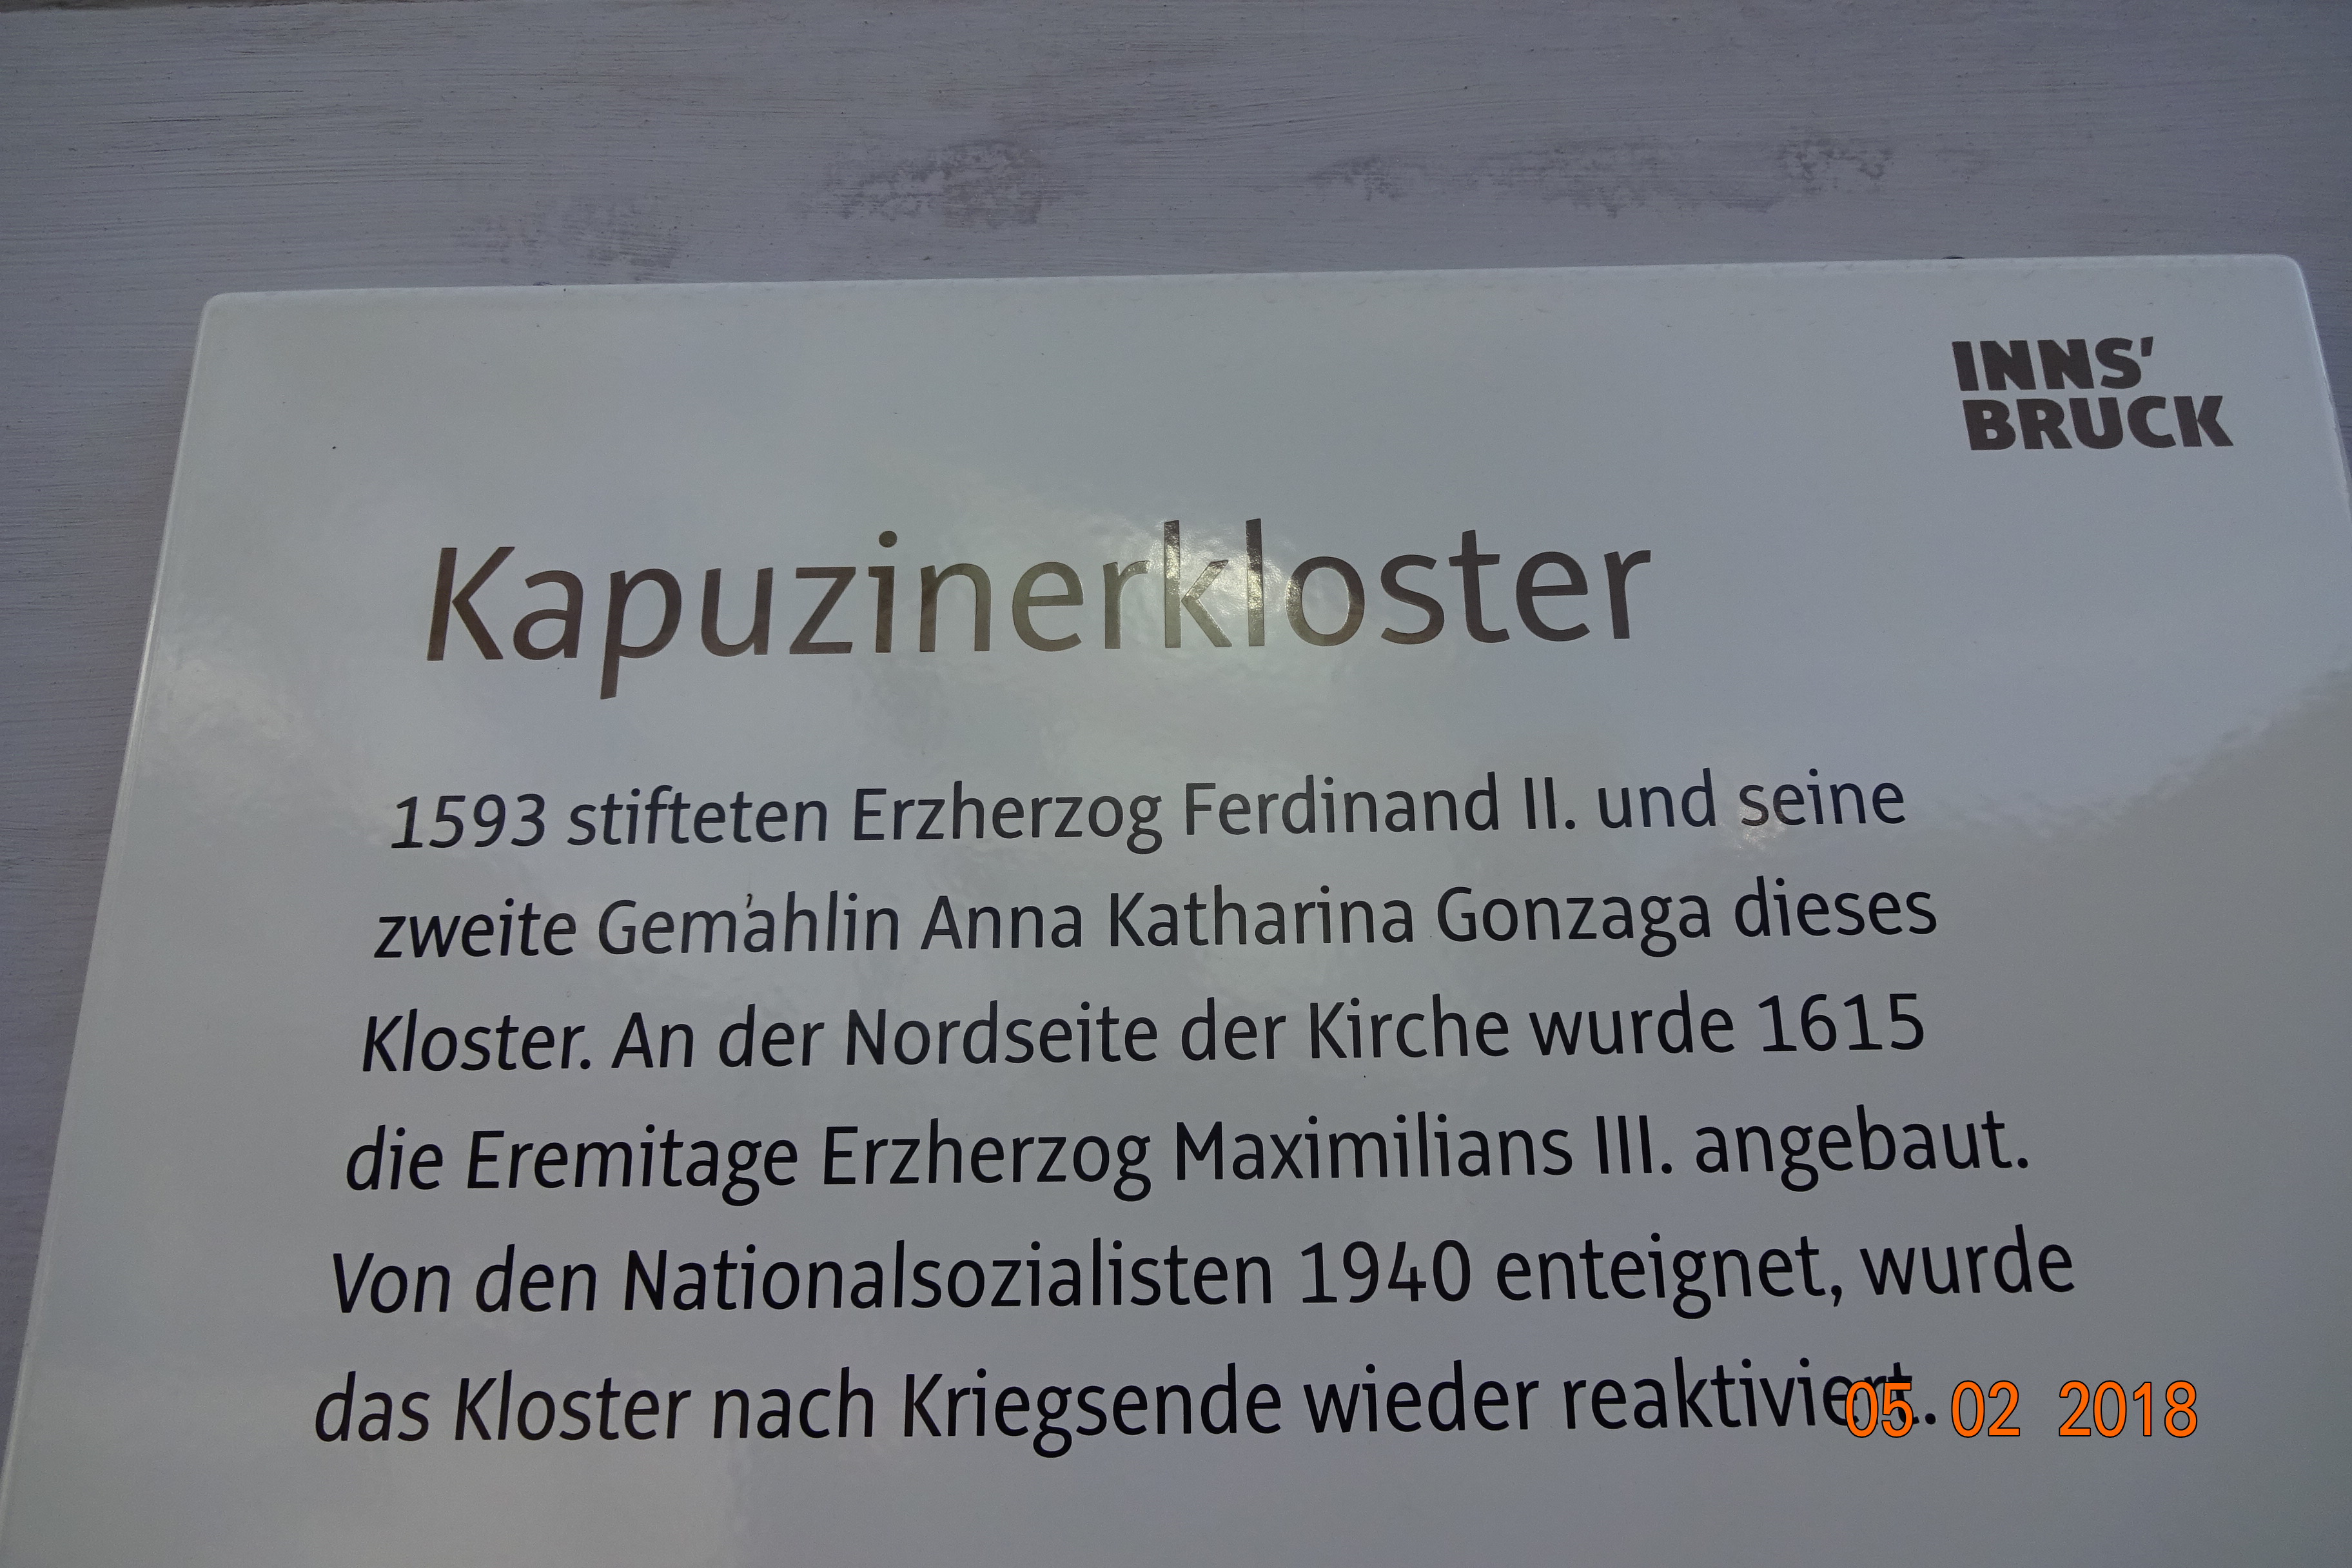 INNS'
BRUCK
Kapuzinerkloster
1593 stifteten Erzherzog Ferdinand II. und seine
zweite Gem'ahlin Anna Katharina Gonzaga dieses
Kloster. An der Nordseite der Kirche wurde 1615
die Eremitage Erzherzog Maximilians III. angebaut.
Von den Nationalsozialisten 1940 enteignet, wurde
das Kloster nach Kriegsende wieder reaktiviert.
05 02 2018